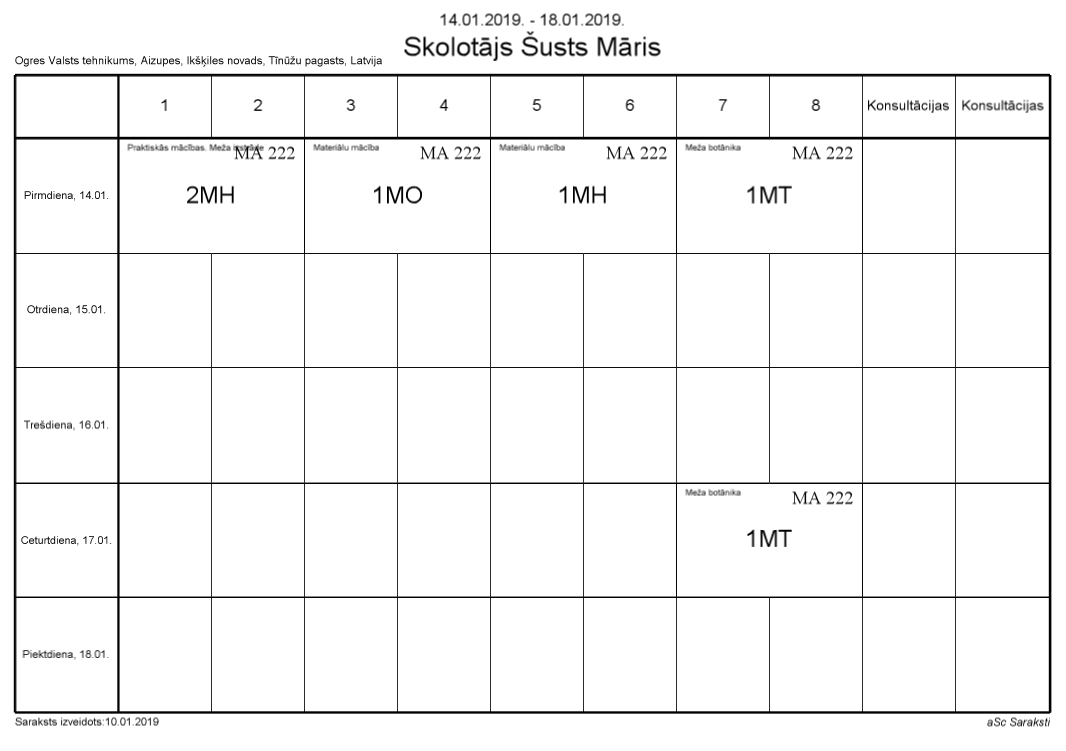 14.01.2019. - 18.01.2019.
Skolotājs Šusts Māris
Ogres Valsts tehnikums, Aizupes, Ikšķiles novads, Tīnūžu pagasts, Latvija
1 2 3 4 5 6 7 8 Konsultācijas Konsultācijas
Praktiskās mācības. Meža izstrāde MA 222 Materiālu mācība MA 222 Materiālu mācība MA 222 Meža botānika MA 222
Pirmdiena, 14.01. 2MH 1MO 1MH 1MT
Otrdiena, 15.01.
Trešdiena, 16.01.
Meža botānika MA 222
Ceturtdiena, 17.01. 1MT
Piektdiena, 18.01.
Saraksts izveidots:10.01.2019 aSc Saraksti